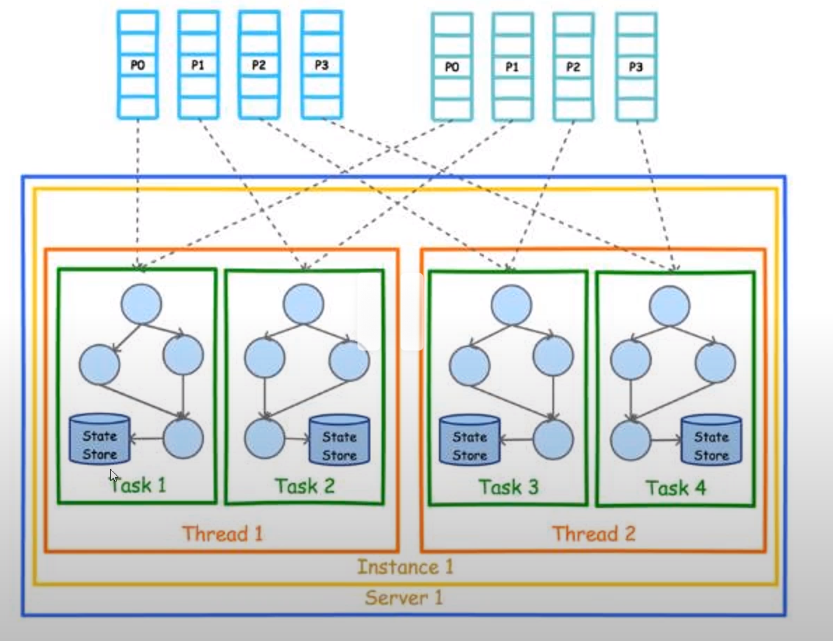 P0 P1 P2 P3 P0 P1 P2 P3
State
Store
Task 1
State
Store
Task 2
State
Store
Task 3
State
Store
Task 4
Thread 1
Thread 2
Instance 1
Server 1